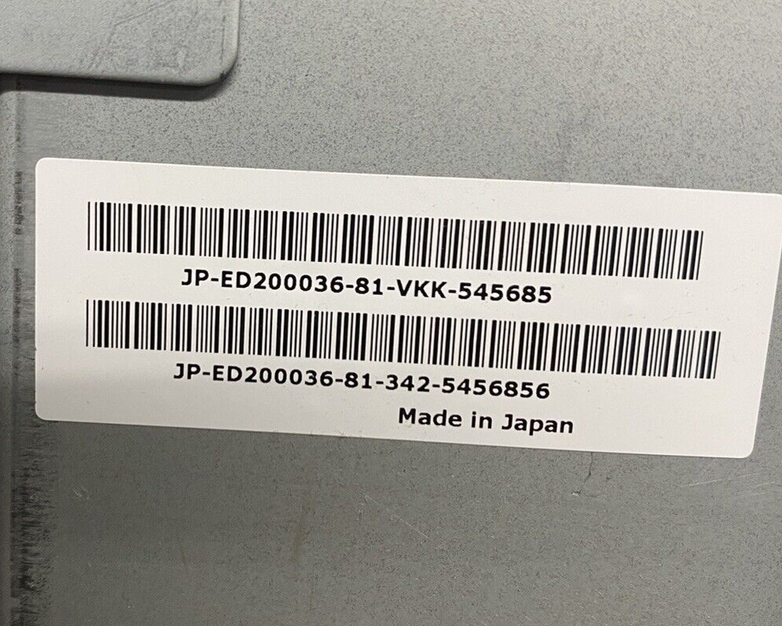 JP-ED200036-81-VKK-545685
JP-ED200036-81-342-5456856
Made in Japan